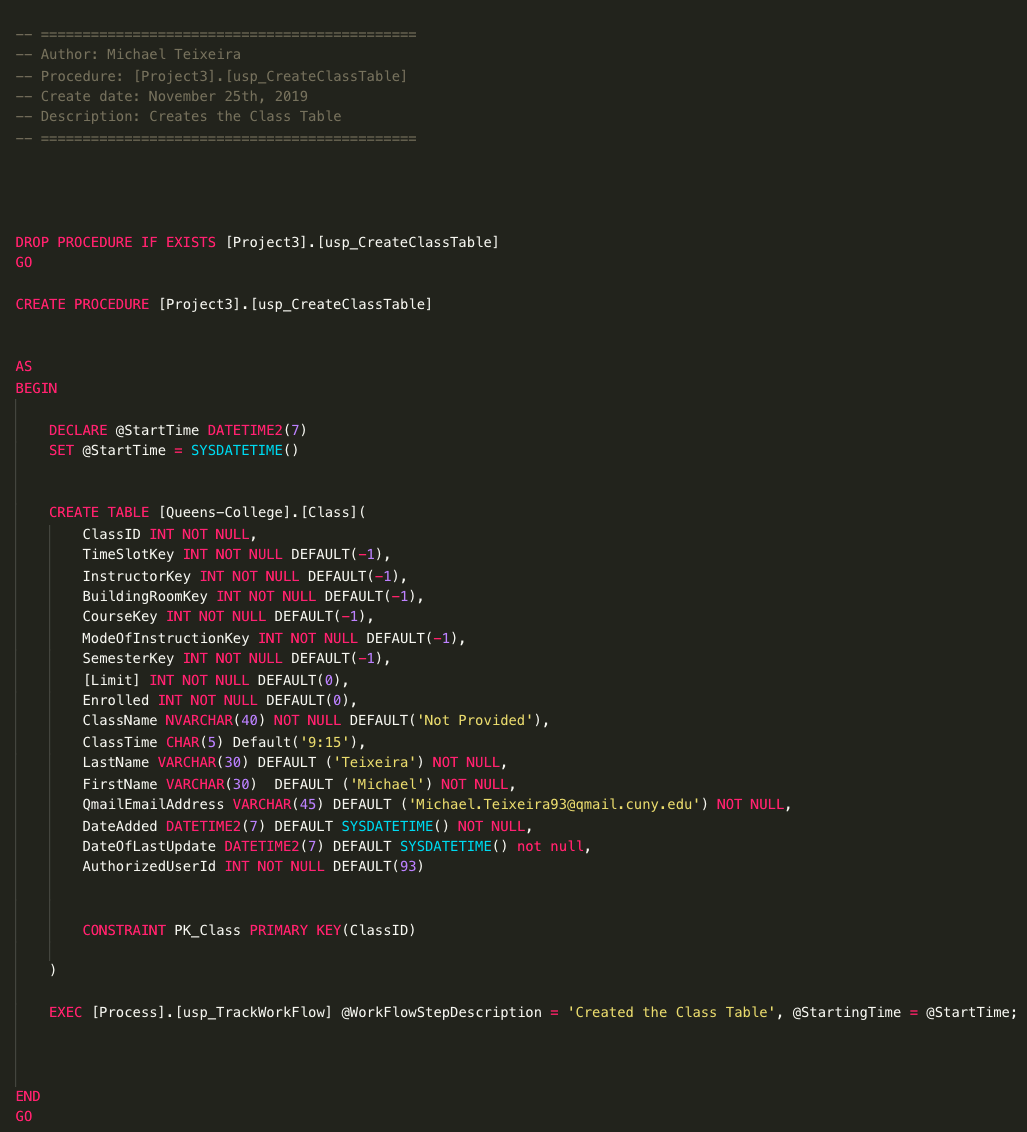 -- =============================================
-- Author: Michael Teixeira
-- Procedure: [Project3].[usp_CreateClassTable]
-- Create date: November 25th, 2019
-- Description: Creates the Class Table
-- =============================================
DROP PROCEDURE IF EXISTS [Project3].[usp_CreateClassTable]
GO
CREATE PROCEDURE [Project3].[usp_CreateClassTable]
AS
BEGIN
DECLARE @StartTime DATETIME2(7)
SET @StartTime = SYSDATETIME()
CREATE TABLE [Queens-College].[Class](
ClassID INT NOT NULL,
TimeSlotKey INT NOT NULL DEFAULT(-1),
InstructorKey INT NOT NULL DEFAULT(-1),
BuildingRoomKey INT NOT NULL DEFAULT(-1),
CourseKey INT NOT NULL DEFAULT(-1),
ModeOfInstructionKey INT NOT NULL DEFAULT(-1),
SemesterKey INT NOT NULL DEFAULT(-1),
[Limit] INT NOT NULL DEFAULT(0),
Enrolled INT NOT NULL DEFAULT(0),
ClassName NVARCHAR(40) NOT NULL DEFAULT('Not Provided'),
ClassTime CHAR(5) Default('9:15'),
LastName VARCHAR(30) DEFAULT ('Teixeira') NOT NULL,
FirstName VARCHAR(30)  DEFAULT ('Michael') NOT NULL,
QmailEmailAddress VARCHAR(45) DEFAULT ('Michael.Teixeira93@qmail.cuny.edu') NOT NULL,
DateAdded DATETIME2(7) DEFAULT SYSDATETIME() NOT NULL,
DateOfLastUpdate DATETIME2(7) DEFAULT SYSDATETIME() not null,
AuthorizedUserId INT NOT NULL DEFAULT(93)
CONSTRAINT PK_Class PRIMARY KEY(ClassID)
)
EXEC [Process].[usp_TrackWorkFlow] @WorkFlowStepDescription = 'Created the Class Table', @StartingTime = @StartTime;
END
GO